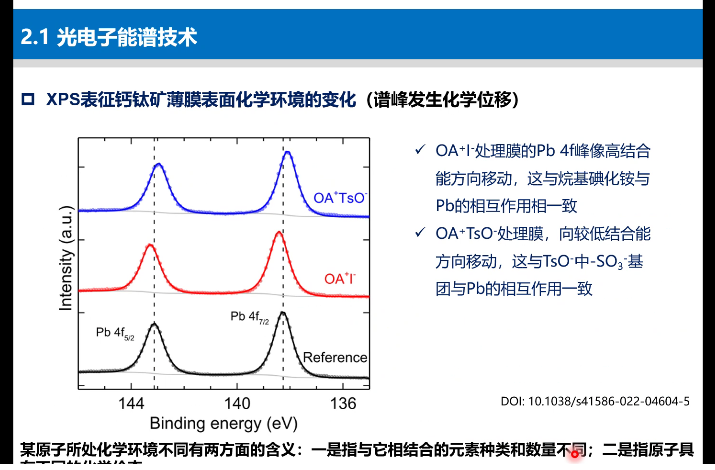 2.1 光电子能谱技术
XPS表征钙钛矿薄膜表面化学环境的变化（谱峰发生化学位移）
OA⁺TsO⁻
OA⁺I⁻
Pb 4f₇/₂
Pb 4f₅/₂
Reference
Intensity (a.u.)
144 140 136
Binding energy (eV)
✓ OA⁺I⁻处理膜的Pb 4f峰像高结合
能方向移动，这与烷基碘化铵与
Pb的相互作用相一致
✓ OA⁺TsO⁻处理膜，向较低结合能
方向移动，这与TsO⁻中-SO₃⁻基
团与Pb的相互作用一致
DOI: 10.1038/s41586-022-04604-5
某原子所处化学环境不同有两方面的含义：一是指与它相结合的元素种类和数量不同；二是指原子具